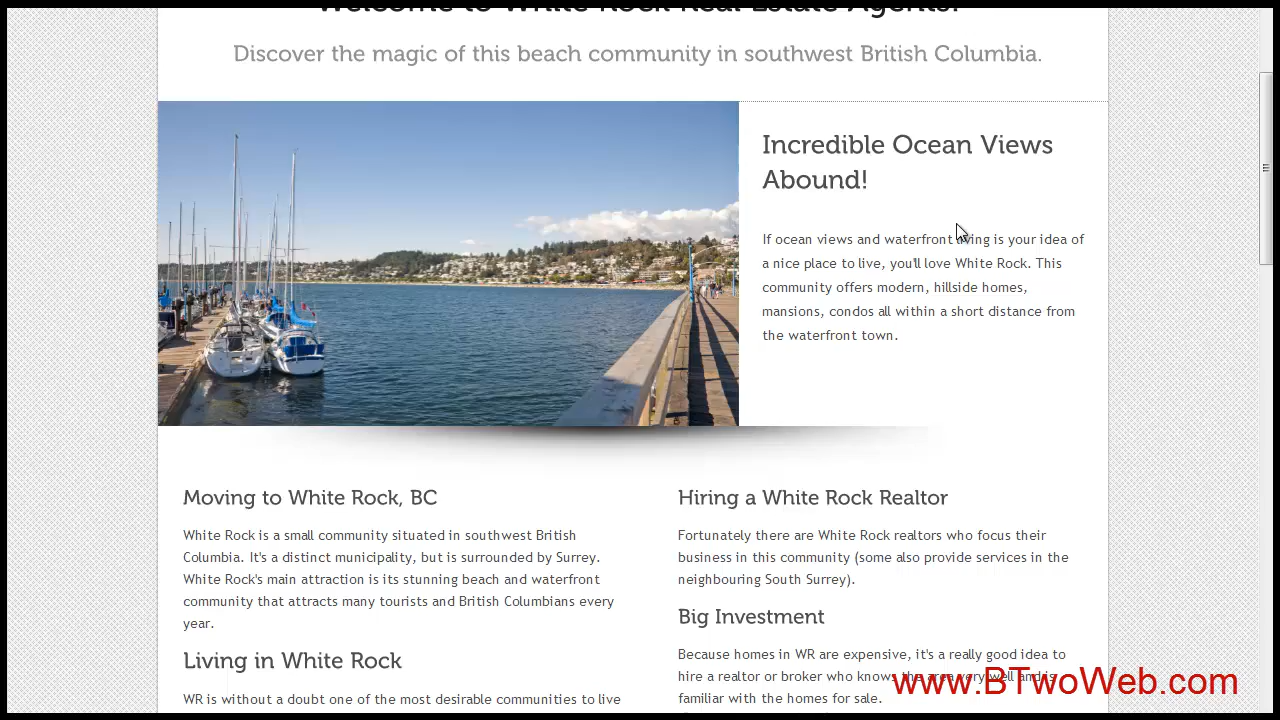 Welcome to White Rock Real Estate Agents!
Discover the magic of this beach community in southwest British Columbia.
Incredible Ocean Views
Abound!
If ocean views and waterfront living is your idea of
a nice place to live, you'll love White Rock. This
community offers modern, hillside homes,
mansions, condos all within a short distance from
the waterfront town.
Moving to White Rock, BC
White Rock is a small community situated in southwest British
Columbia. It's a distinct municipality, but is surrounded by Surrey.
White Rock's main attraction is its stunning beach and waterfront
community that attracts many tourists and British Columbians every
year.
Living in White Rock
WR is without a doubt one of the most desirable communities to live
Hiring a White Rock Realtor
Fortunately there are White Rock realtors who focus their
business in this community (some also provide services in the
neighbouring South Surrey).
Big Investment
Because homes in WR are expensive, it's a really good idea to
hire a realtor or broker who knows the area very well and is
familiar with the homes for sale.
www.BTwoWeb.com